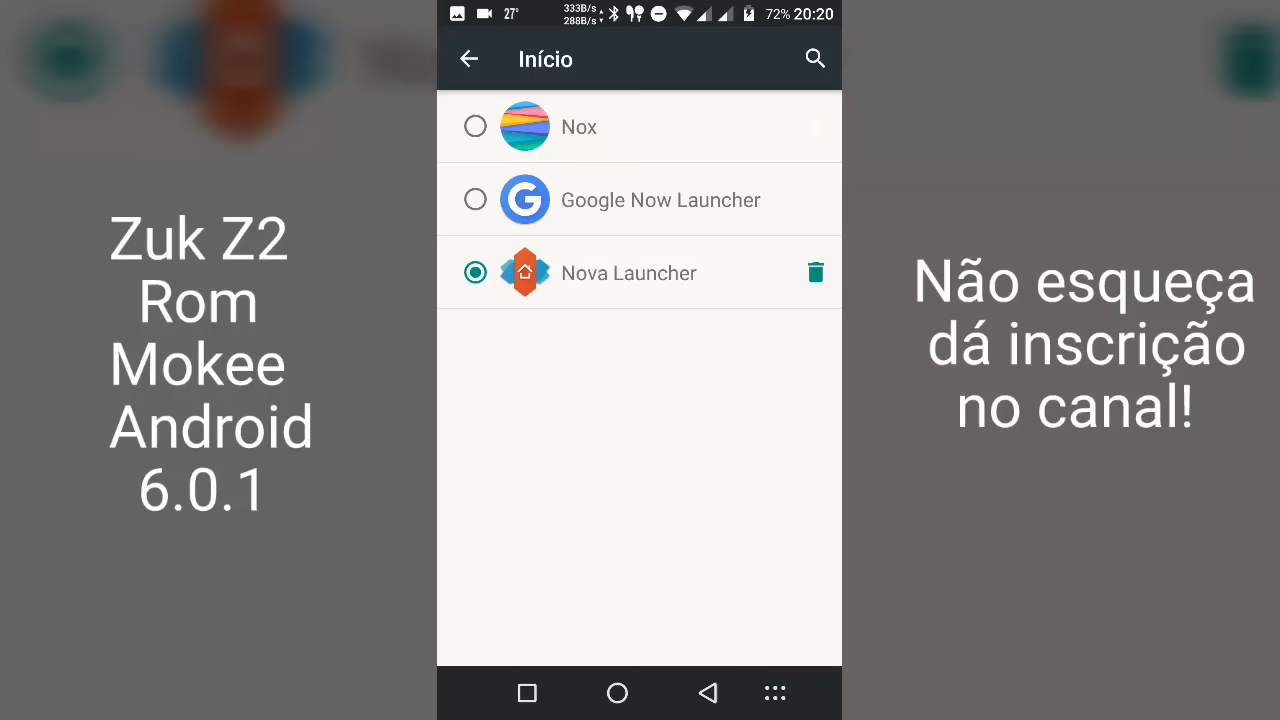 27°
333B/s
288B/s
72% 20:20
Início
Nox
Google Now Launcher
Nova Launcher
Zuk Z2
Rom
Mokee
Android
6.0.1
Não esqueça
dá inscrição
no canal!